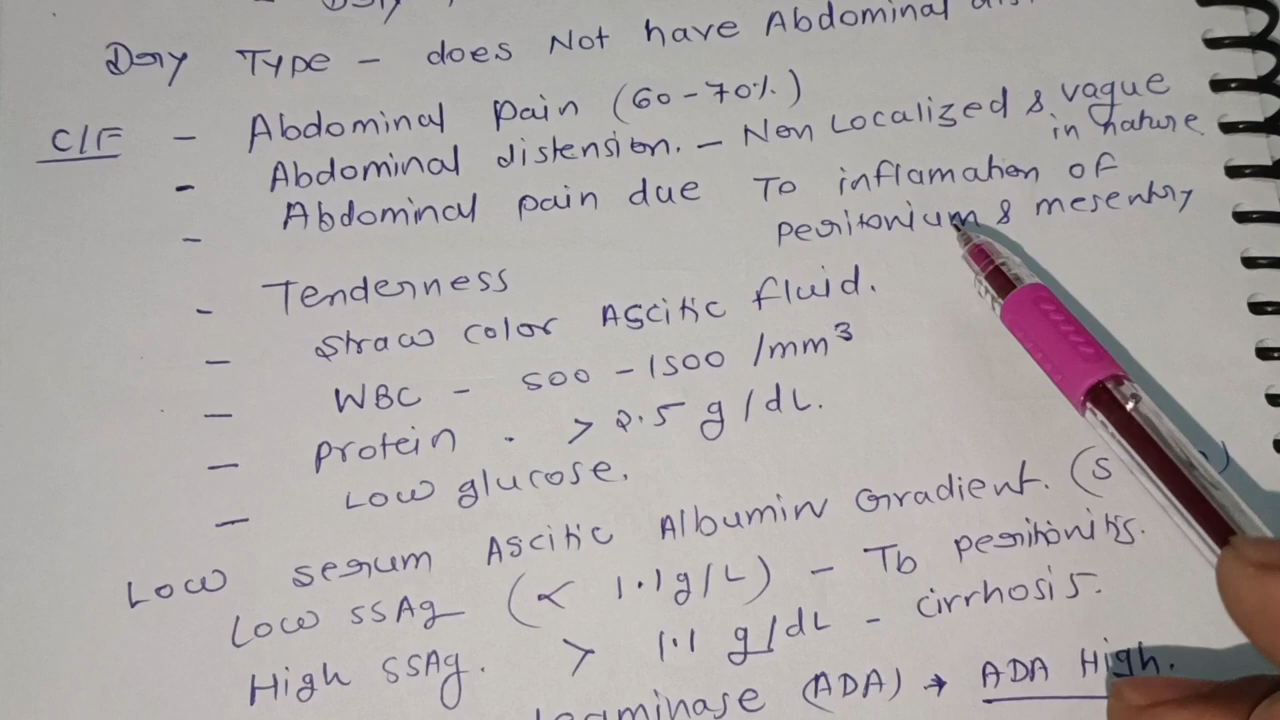 Dry Type - does Not have Abdominal
C/F - Abdominal pain (60-70%)
- Abdominal distension. - Non Localized & vague in nature
- Abdominal pain due To inflamation of
peritonium & mesentry
- Tenderness
- straw color Ascitic fluid.
- WBC - 500 - 1500 /mm³
- protein . > 2.5 g/dL.
- Low glucose.
Low serum Ascitic Albumin Gradient. (S
Low SSAg (< 1.1g/L) - Tb peritonitis.
High SSAg. > 1.1 g/dL - cirrhosis.
(ADA) → ADA High.